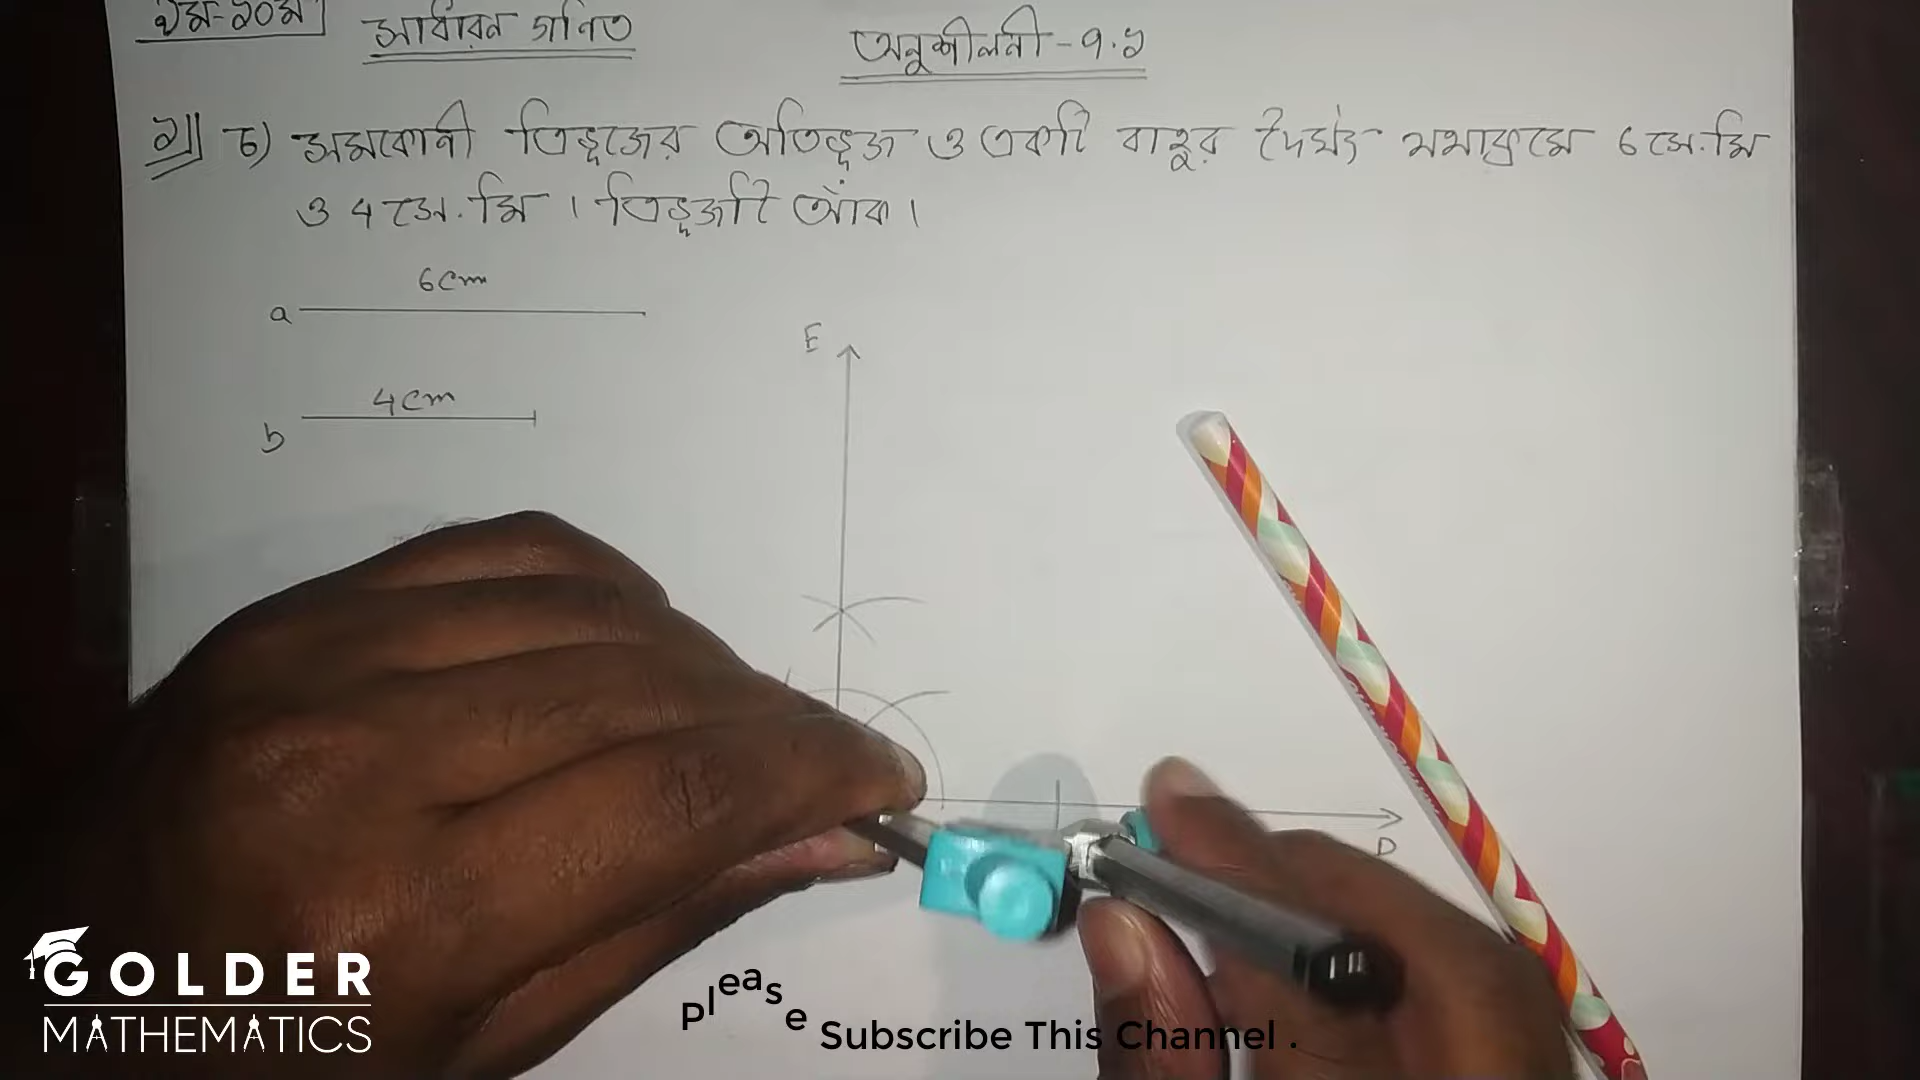 ৯ম-১০ম
সাধারন গনিত
অনুশীলনী-৭.১
১॥ চ) সমকোনী ত্রিভূজের অতিভূজ ও একটি বাহুর দৈর্ঘ্য যথাক্রমে 6 সে.মি
ও 4 সে.মি । ত্রিভূজটি আঁক ।
6cm
a
4cm
b
E
D
GOLDER
MATHEMATICS
Please Subscribe This Channel .